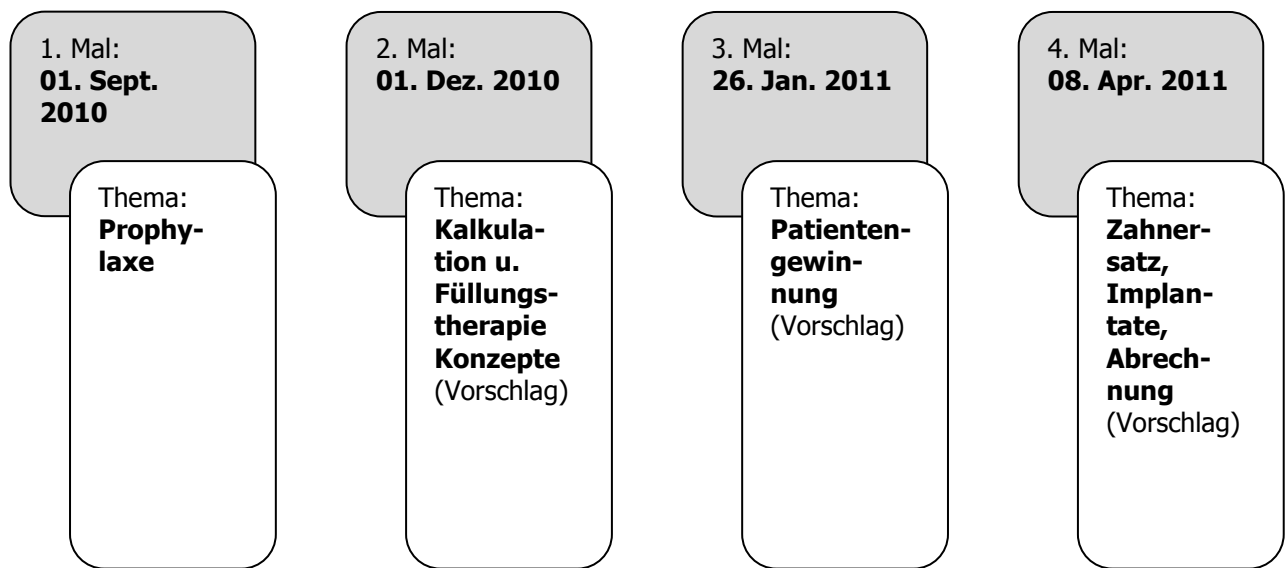 1. Mal:
01. Sept.
2010
Thema:
Prophy-
laxe
2. Mal:
01. Dez. 2010
Thema:
Kalkula-
tion u.
Füllungs-
therapie
Konzepte
(Vorschlag)
3. Mal:
26. Jan. 2011
Thema:
Patienten-
gewin-
nung
(Vorschlag)
4. Mal:
08. Apr. 2011
Thema:
Zahner-
satz,
Implan-
tate,
Abrech-
nung
(Vorschlag)